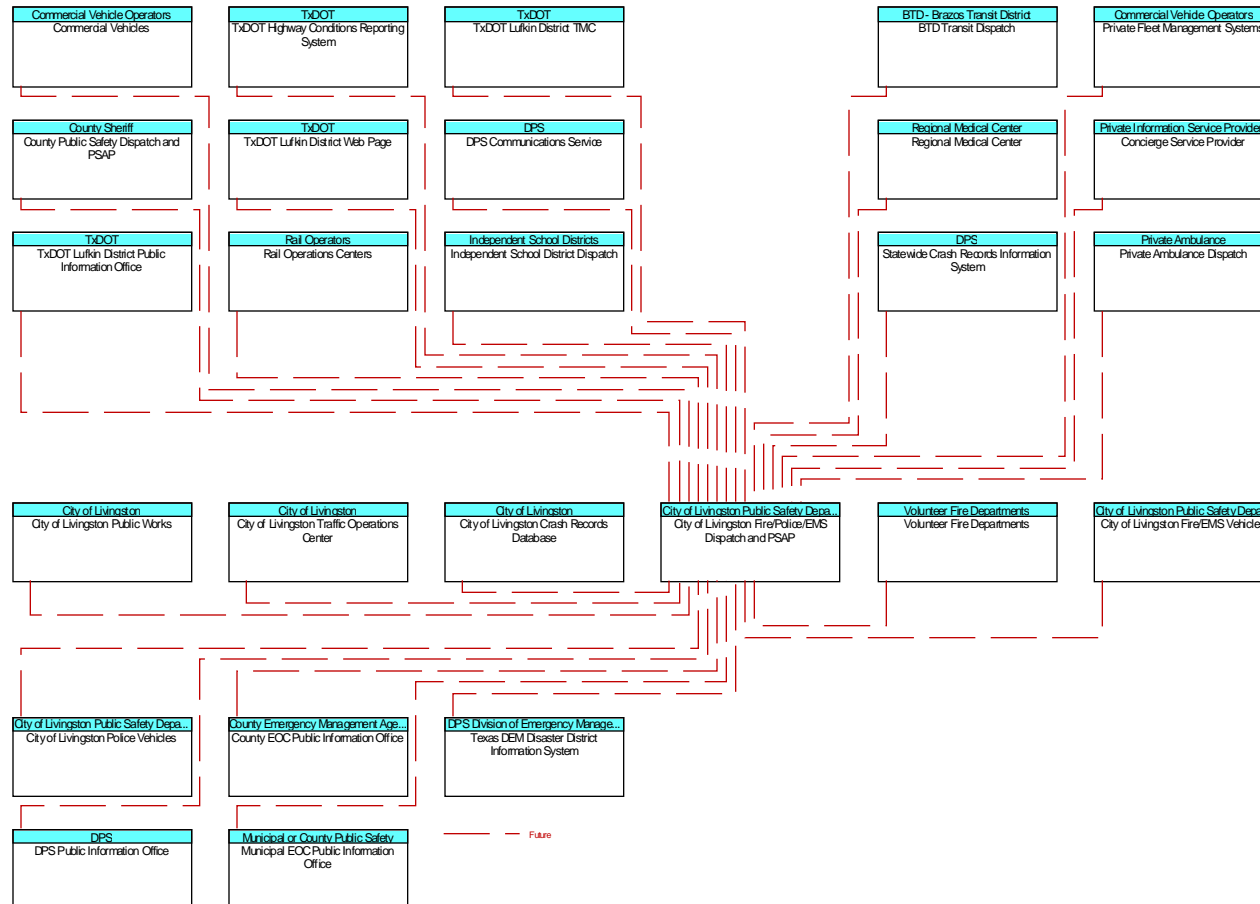 Commercial Vehicle Operators
Commercial Vehicles
TxDOT
TxDOT Highway Conditions Reporting
System
TxDOT
TxDOT Lufkin District TMC
BTD - Brazos Transit District
BTD Transit Dispatch
Commercial Vehicle Operators
Private Fleet Management Systems
County Sheriff
County Public Safety Dispatch and
PSAP
TxDOT
TxDOT Lufkin District Web Page
DPS
DPS Communications Service
Regional Medical Center
Regional Medical Center
Private Information Service Provider
Concierge Service Provider
TxDOT
TxDOT Lufkin District Public
Information Office
Rail Operators
Rail Operations Centers
Independent School Districts
Independent School District Dispatch
DPS
Statewide Crash Records Information
System
Private Ambulance
Private Ambulance Dispatch
City of Livingston
City of Livingston Public Works
City of Livingston
City of Livingston Traffic Operations
Center
City of Livingston
City of Livingston Crash Records
Database
City of Livingston Public Safety Depa...
City of Livingston Fire/Police/EMS
Dispatch and PSAP
Volunteer Fire Departments
Volunteer Fire Departments
City of Livingston Public Safety Depa
City of Livingston Fire/EMS Vehicle
City of Livingston Public Safety Depa...
City of Livingston Police Vehicles
County Emergency Management Age...
County EOC Public Information Office
DPS Division of Emergency Manage...
Texas DEM Disaster District
Information System
DPS
DPS Public Information Office
Municipal or County Public Safety
Municipal EOC Public Information
Office
Future